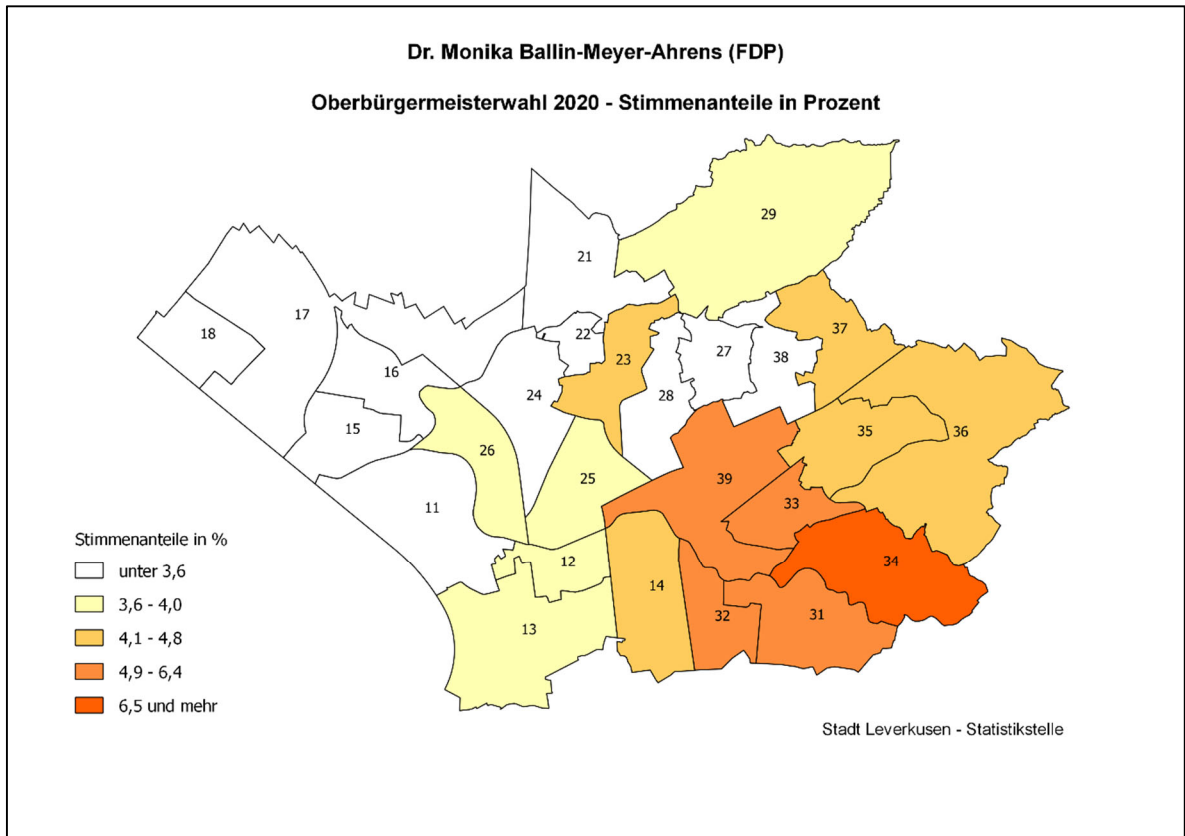 Dr. Monika Ballin-Meyer-Ahrens (FDP)
Oberbürgermeisterwahl 2020 - Stimmenanteile in Prozent
29
21
17
18
22
23
27
37
38
16
24
28
15
35
36
26
25
39
11
33
Stimmenanteile in %
unter 3,6
3,6 - 4,0
4,1 - 4,8
4,9 - 6,4
6,5 und mehr
12
34
14
32
31
13
Stadt Leverkusen - Statistikstelle